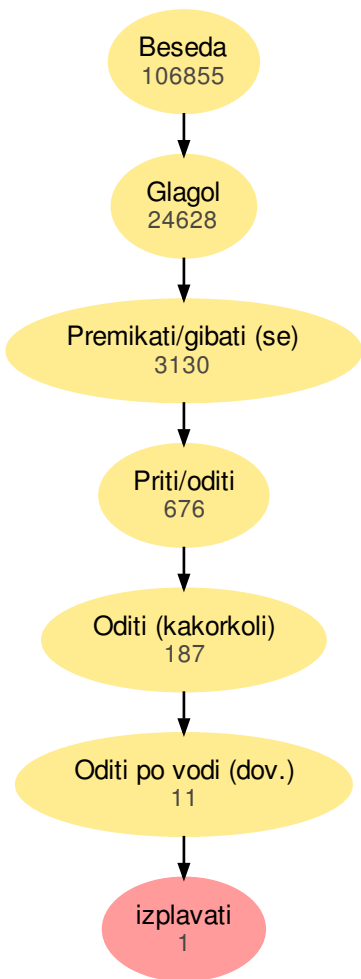 Beseda
106855
Glagol
24628
Premikati/gibati (se)
3130
Priti/oditi
676
Oditi (kakorkoli)
187
Oditi po vodi (dov.)
11
izplavati
1